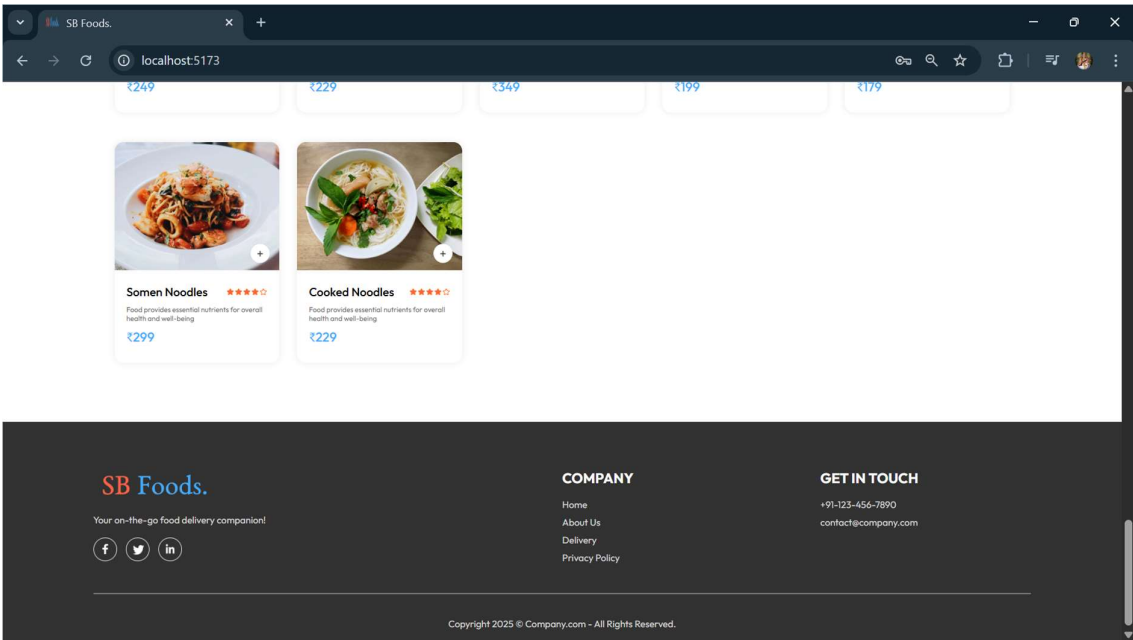 SB Foods.
localhost:5173
₹249 ₹229 ₹349 ₹199 ₹179
Somen Noodles
Food provides essential nutrients for overall
health and well-being
₹299
Cooked Noodles
Food provides essential nutrients for overall
health and well-being
₹229
SB Foods.
Your on-the-go food delivery companion!
COMPANY
Home
About Us
Delivery
Privacy Policy
GET IN TOUCH
+91-123-456-7890
contact@company.com
Copyright 2025 © Company.com - All Rights Reserved.